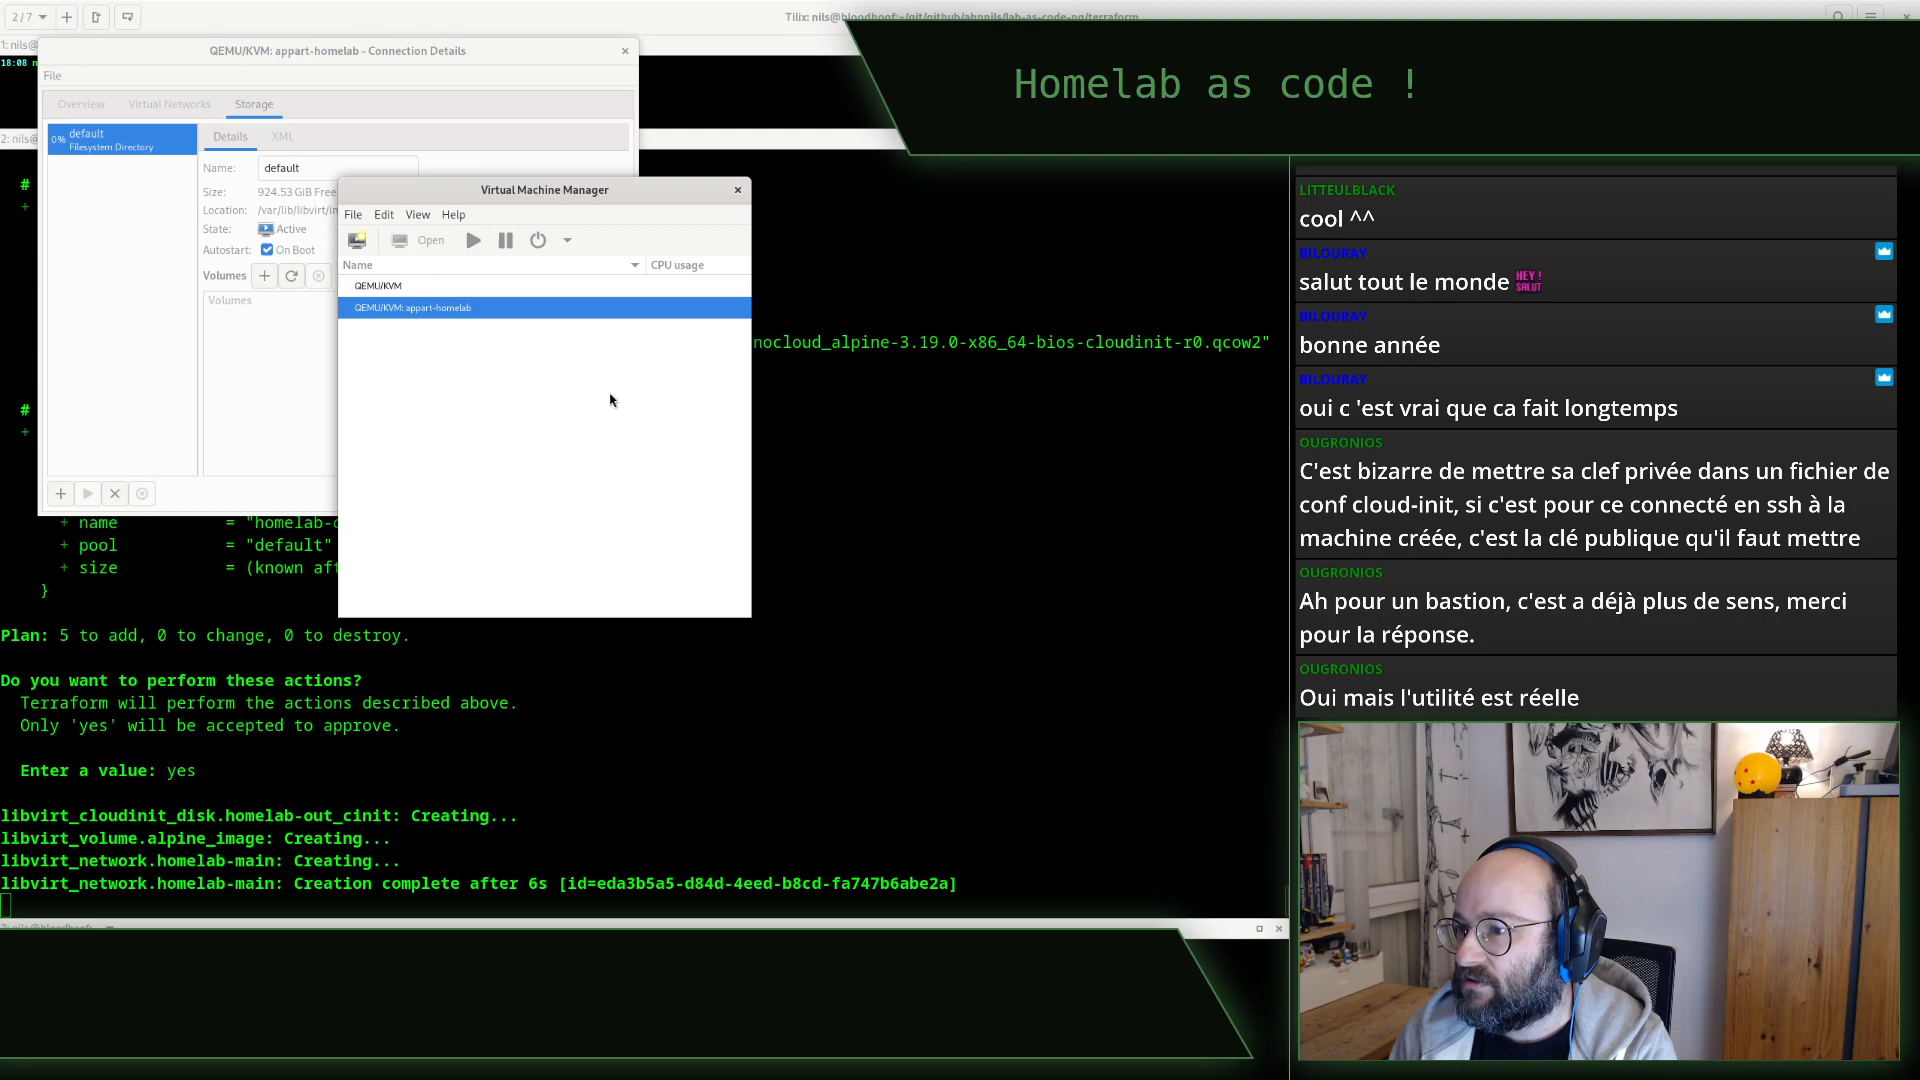 2 / 7
Tilix: nils@bloodhoof:~/git/github/ahpnils/lab-as-code-ng/terraform
1: nils@
QEMU/KVM: appart-homelab - Connection Details
18:08 n
File
Overview Virtual Networks Storage
0% default
Filesystem Directory
Details XML
2: nils@
Name: default
Size: 924.53 GiB Free
Location: /var/lib/libvirt/im
State: Active
Autostart: On Boot
Volumes
Volumes
#
+
#
+
Virtual Machine Manager
File Edit View Help
Open
Name CPU usage
QEMU/KVM
QEMU/KVM: appart-homelab
nocloud_alpine-3.19.0-x86_64-bios-cloudinit-r0.qcow2"
+ name = "homelab-o
+ pool = "default"
+ size = (known aft
}
Plan: 5 to add, 0 to change, 0 to destroy.
Do you want to perform these actions?
Terraform will perform the actions described above.
Only 'yes' will be accepted to approve.
Enter a value: yes
libvirt_cloudinit_disk.homelab-out_cinit: Creating...
libvirt_volume.alpine_image: Creating...
libvirt_network.homelab-main: Creating...
libvirt_network.homelab-main: Creation complete after 6s [id=eda3b5a5-d84d-4eed-b8cd-fa747b6abe2a]
Homelab as code !
LITTEULBLACK
cool ^^
BILOURAY
salut tout le monde HEY ! SALUT
BILOURAY
bonne année
BILOURAY
oui c 'est vrai que ca fait longtemps
OUGRONIOS
C'est bizarre de mettre sa clef privée dans un fichier de
conf cloud-init, si c'est pour ce connecté en ssh à la
machine créée, c'est la clé publique qu'il faut mettre
OUGRONIOS
Ah pour un bastion, c'est a déjà plus de sens, merci
pour la réponse.
OUGRONIOS
Oui mais l'utilité est réelle